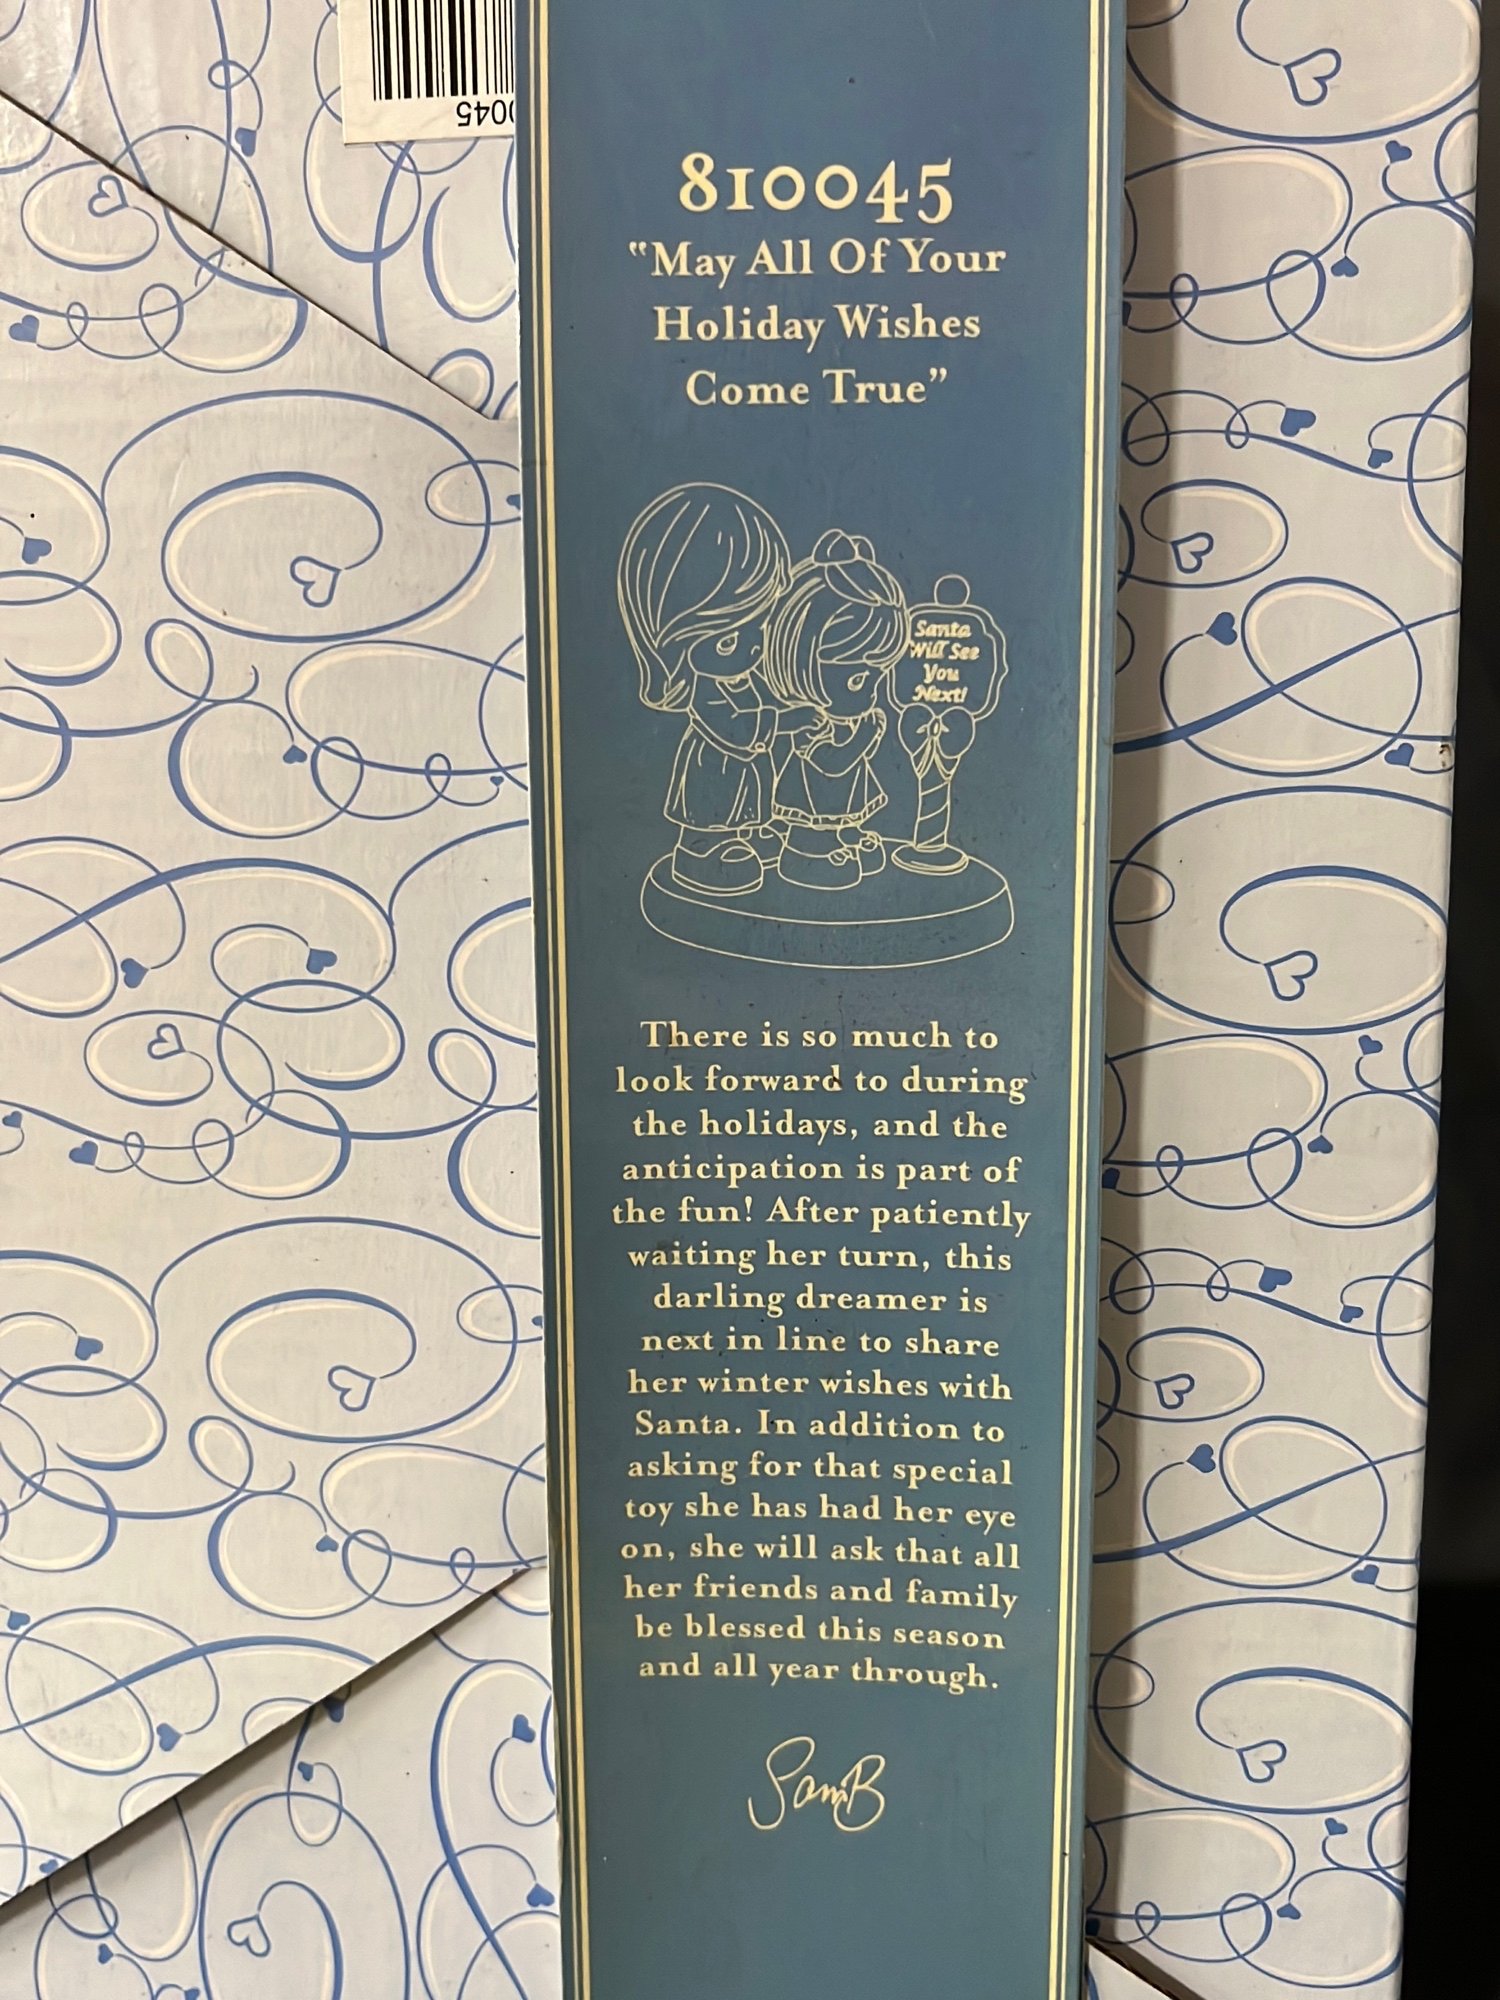 0045
810045
"May All Of Your
Holiday Wishes
Come True"
Santa
Will See
You
Next!
There is so much to
look forward to during
the holidays, and the
anticipation is part of
the fun! After patiently
waiting her turn, this
darling dreamer is
next in line to share
her winter wishes with
Santa. In addition to
asking for that special
toy she has had her eye
on, she will ask that all
her friends and family
be blessed this season
and all year through.
SamB